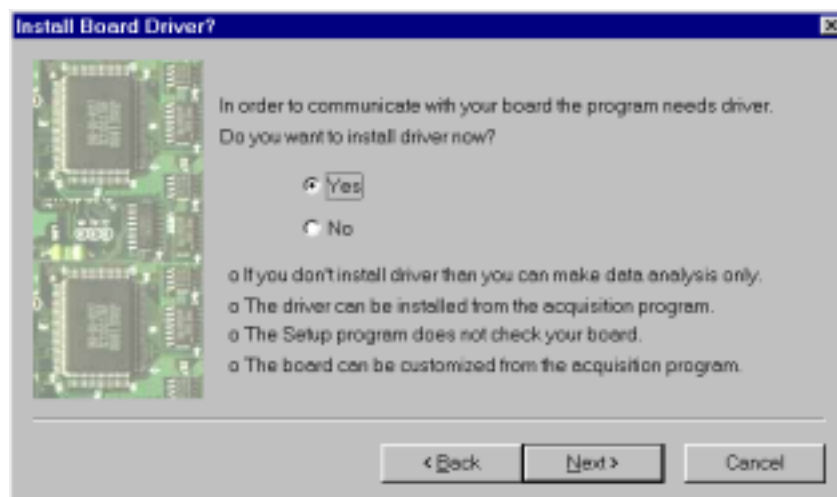 Install Board Driver?
In order to communicate with your board the program needs driver.
Do you want to install driver now?
Yes
No
o If you don't install driver than you can make data analysis only.
o The driver can be installed from the acquisition program.
o The Setup program does not check your board.
o The board can be customized from the acquisition program.
< Back
Next >
Cancel